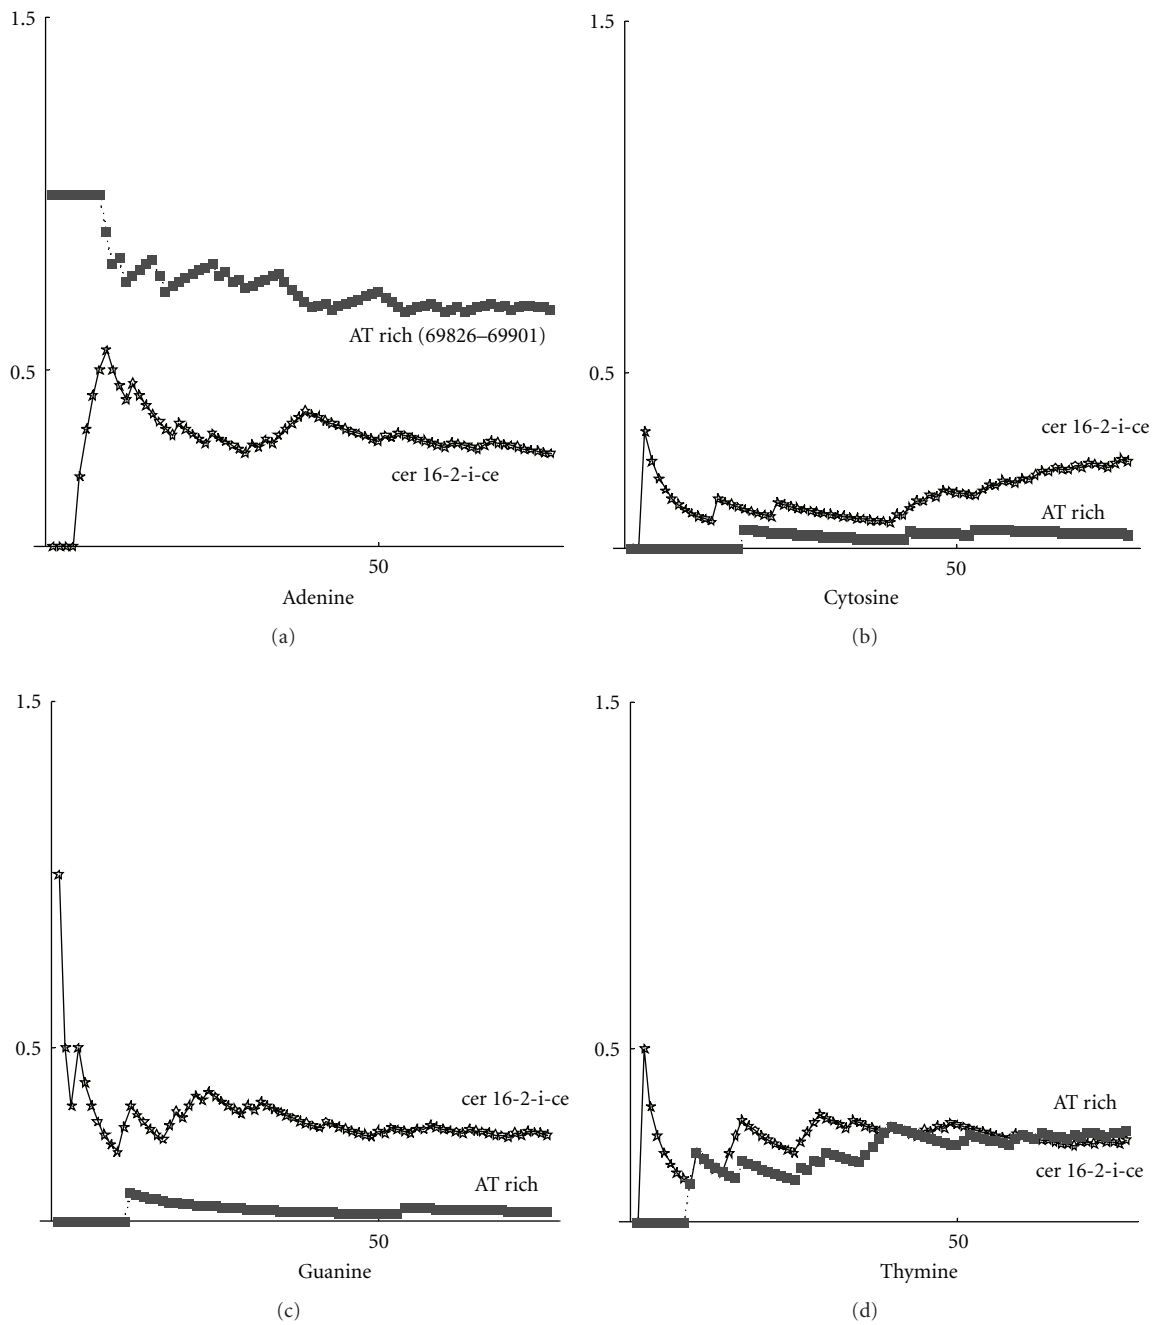 1.5
0.5
AT rich (69826–69901)
cer 16-2-i-ce
50
Adenine
(a)
1.5
0.5
cer 16-2-i-ce
AT rich
50
Cytosine
(b)
1.5
0.5
cer 16-2-i-ce
AT rich
50
Guanine
(c)
1.5
0.5
AT rich
cer 16-2-i-ce
50
Thymine
(d)